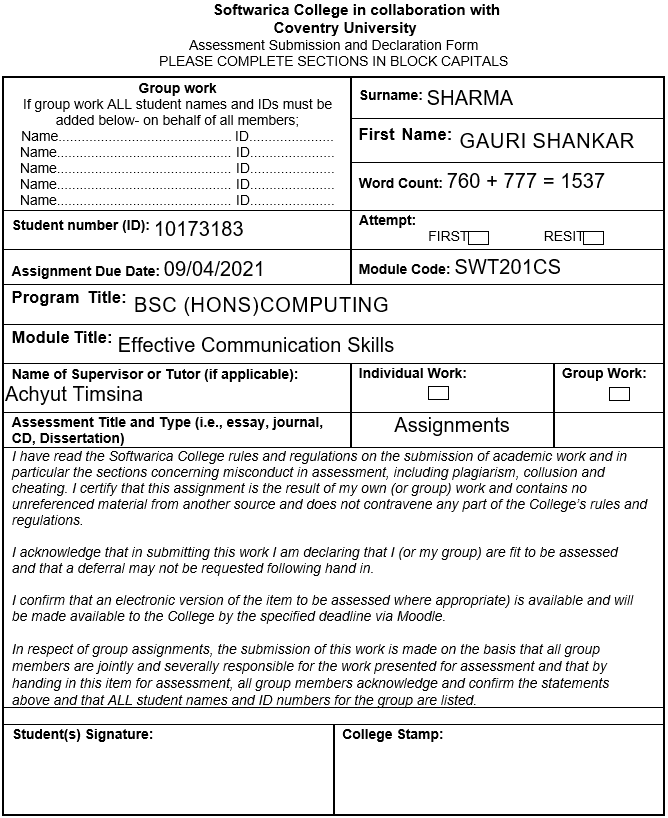 Softwarica College in collaboration with
Coventry University
Assessment Submission and Declaration Form
PLEASE COMPLETE SECTIONS IN BLOCK CAPITALS
Group work
If group work ALL student names and IDs must be
added below- on behalf of all members;
Name.......................................... ID.....................
Name.......................................... ID.....................
Name.......................................... ID.....................
Name.......................................... ID.....................
Name.......................................... ID.....................
Surname: SHARMA
First Name: GAURI SHANKAR
Word Count: 760 + 777 = 1537
Student number (ID): 10173183
Attempt:
FIRST RESIT
Assignment Due Date: 09/04/2021
Module Code: SWT201CS
Program Title: BSC (HONS)COMPUTING
Module Title: Effective Communication Skills
Name of Supervisor or Tutor (if applicable):
Achyut Timsina
Individual Work:
Group Work:
Assessment Title and Type (i.e., essay, journal,
CD, Dissertation)
Assignments
I have read the Softwarica College rules and regulations on the submission of academic work and in
particular the sections concerning misconduct in assessment, including plagiarism, collusion and
cheating. I certify that this assignment is the result of my own (or group) work and contains no
unreferenced material from another source and does not contravene any part of the College's rules and
regulations.
I acknowledge that in submitting this work I am declaring that I (or my group) are fit to be assessed
and that a deferral may not be requested following hand in.
I confirm that an electronic version of the item to be assessed where appropriate) is available and will
be made available to the College by the specified deadline via Moodle.
In respect of group assignments, the submission of this work is made on the basis that all group
members are jointly and severally responsible for the work presented for assessment and that by
handing in this item for assessment, all group members acknowledge and confirm the statements
above and that ALL student names and ID numbers for the group are listed.
Student(s) Signature:
College Stamp: